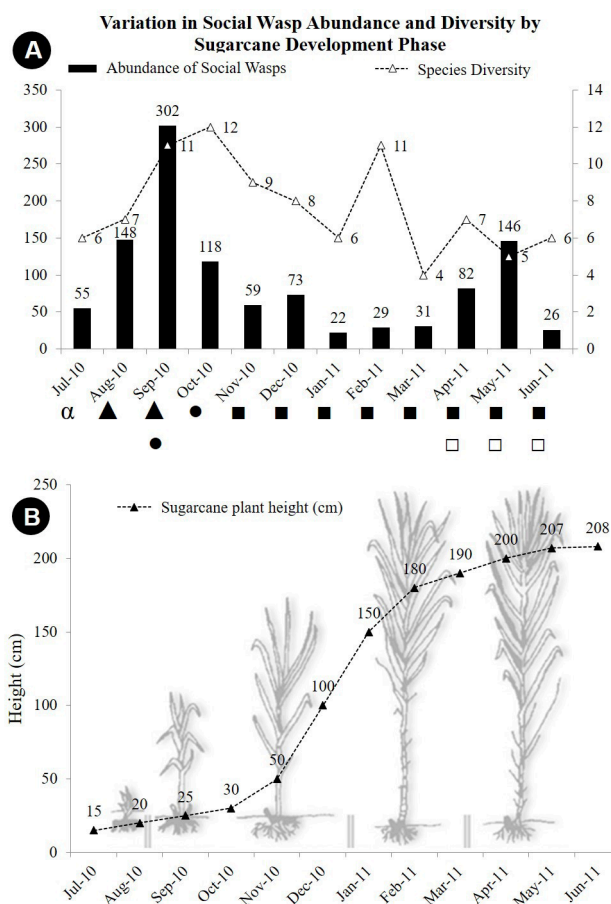 Variation in Social Wasp Abundance and Diversity by
Sugarcane Development Phase
A
Abundance of Social Wasps
Species Diversity
350
300
250
200
150
100
50
0
14
12
10
8
6
4
2
0
55
148
302
118
59
73
22
29
31
82
146
26
6
7
11
12
9
8
6
11
4
7
5
6
Jul-10
Aug-10
Sep-10
Oct-10
Nov-10
Dec-10
Jan-11
Feb-11
Mar-11
Apr-11
May-11
Jun-11
α ▲ ▲ ● ■ ■ ■ ■ ■ ■ ■ ■
● □ □ □
B
Sugarcane plant height (cm)
Height (cm)
250
200
150
100
50
0
15
20
25
30
50
100
150
180
190
200
207
208
Jul-10
Aug-10
Sep-10
Oct-10
Nov-10
Dec-10
Jan-11
Feb-11
Mar-11
Apr-11
May-11
Jun-11